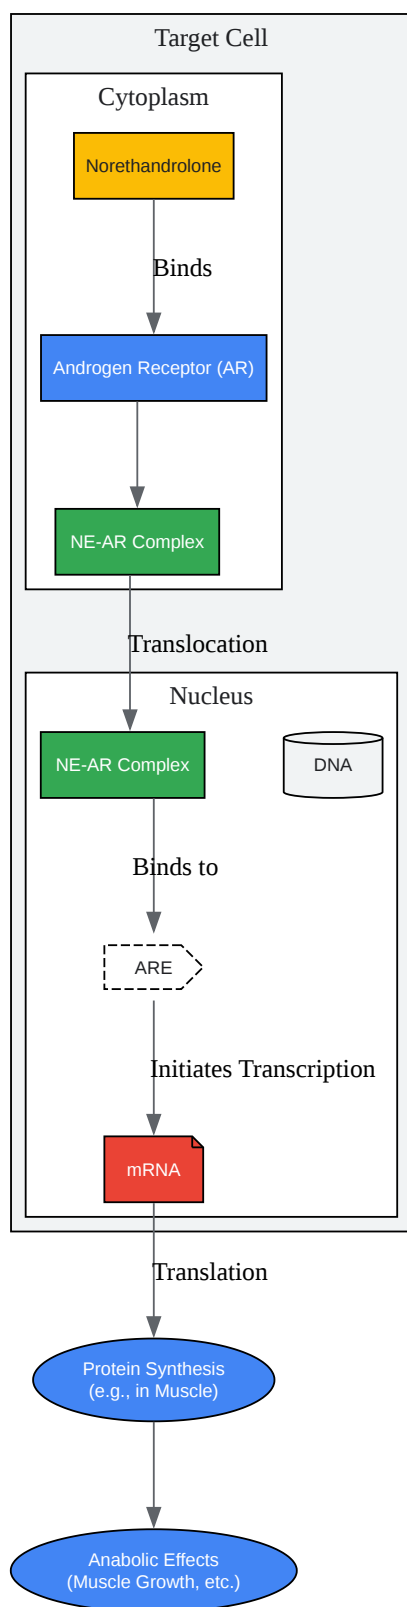 Target Cell
Cytoplasm
Norethandrolone
Binds
Androgen Receptor (AR)
NE-AR Complex
Translocation
Nucleus
NE-AR Complex
DNA
Binds to
ARE
Initiates Transcription
mRNA
Translation
Protein Synthesis
(e.g., in Muscle)
Anabolic Effects
(Muscle Growth, etc.)